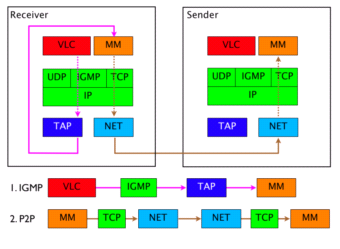 Receiver
Sender
VLC MM
VLC MM
UDP IGMP TCP
UDP IGMP TCP
IP
IP
TAP NET
TAP NET
1. IGMP VLC IGMP TAP MM
2. P2P MM TCP NET NET TCP MM